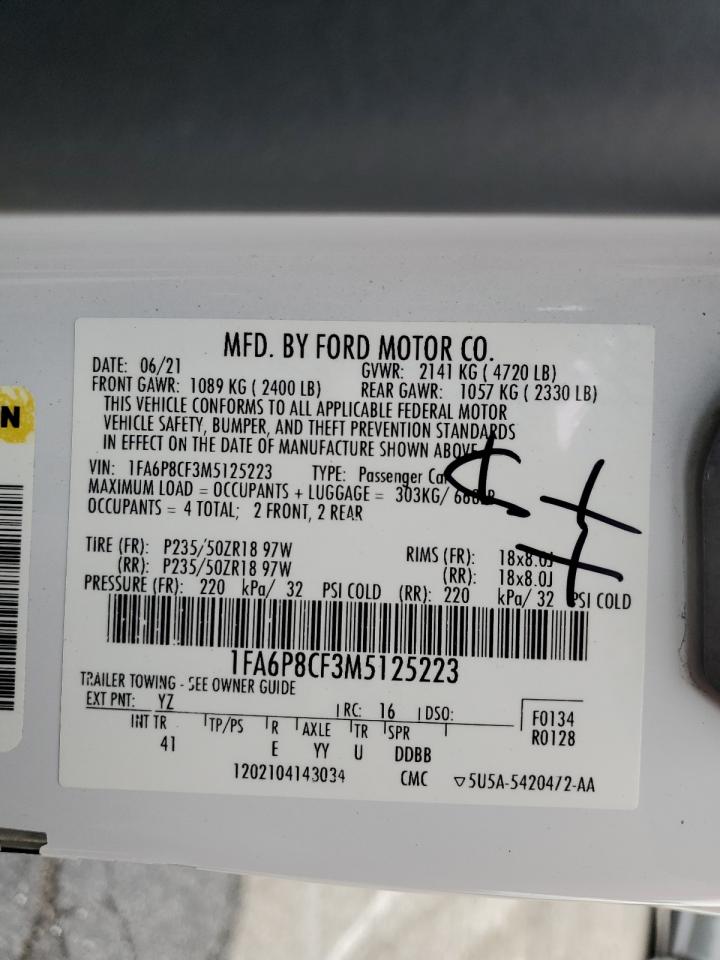 N
MFD. BY FORD MOTOR CO.
DATE: 06/21 GVWR: 2141 KG ( 4720 LB)
FRONT GAWR: 1089 KG ( 2400 LB) REAR GAWR: 1057 KG ( 2330 LB)
THIS VEHICLE CONFORMS TO ALL APPLICABLE FEDERAL MOTOR
VEHICLE SAFETY, BUMPER, AND THEFT PREVENTION STANDARDS
IN EFFECT ON THE DATE OF MANUFACTURE SHOWN ABOVE
VIN: 1FA6P8CF3M5125223 TYPE: Passenger Car
MAXIMUM LOAD = OCCUPANTS + LUGGAGE = 303KG/
OCCUPANTS = 4 TOTAL; 2 FRONT, 2 REAR
TIRE (FR): P235/50ZR18 97W RIMS (FR): 18x8.0J
(RR): P235/50ZR18 97W (RR): 18x8.0J
PRESSURE (FR): 220 kPa/ 32 PSI COLD (RR): 220 kPa/ 32 PSI COLD
1FA6P8CF3M5125223
TRAILER TOWING - SEE OWNER GUIDE
EXT PNT: YZ RC: 16 DSO: F0134
INT TR TP/PS R AXLE TR SPR R0128
41 E YY U DDBB
1202104143034 CMC ▽5U5A-5420472-AA